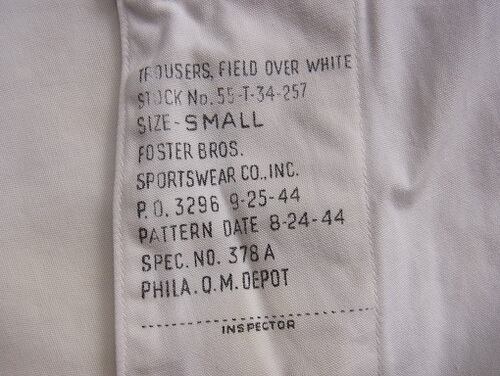 TROUSERS, FIELD OVER WHITE
STOCK No. 55-T-34-257
SIZE-SMALL
FOSTER BROS.
SPORTSWEAR CO., INC.
P.O. 3296 9-25-44
PATTERN DATE 8-24-44
SPEC. NO. 378 A
PHILA. Q.M. DEPOT
INSPECTOR